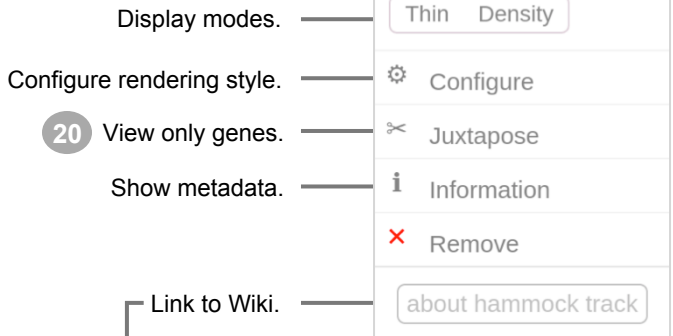 Display modes. Thin Density
Configure rendering style. Configure
20 View only genes. Juxtapose
Show metadata. i Information
Remove
Link to Wiki. about hammock track